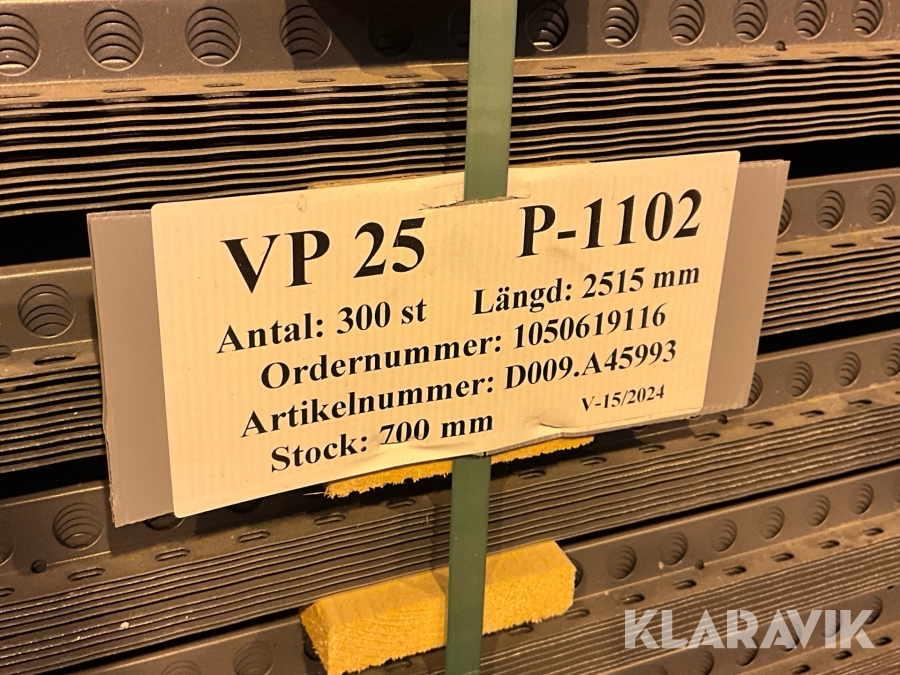 VP 25 P-1102
Antal: 300 st Längd: 2515 mm
Ordernummer: 1050619116
Artikelnummer: D009.A45993
Stock: 700 mm V-15/2024
KLARAVIK